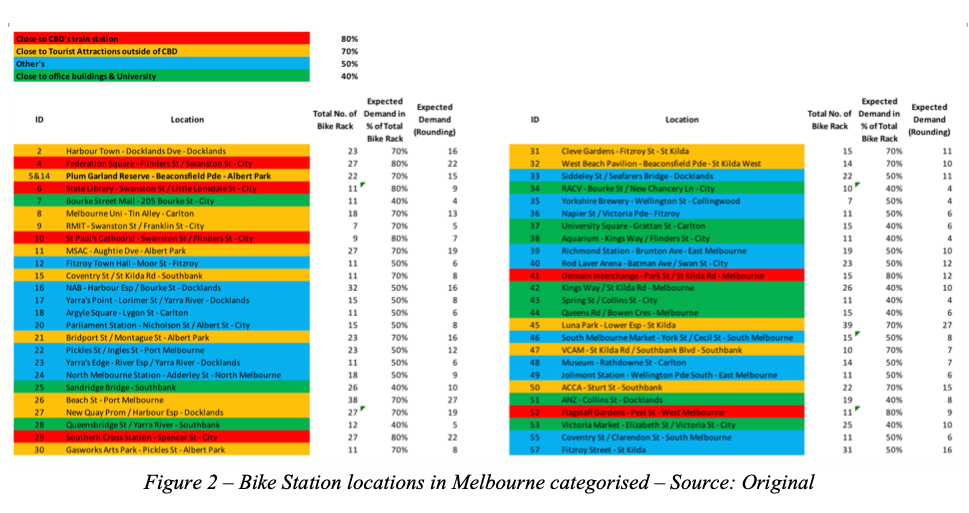 Close to CBD's train station 80%
Close to Tourist Attractions outside of CBD 70%
Other's 50%
Close to office buildings & University 40%
ID Location Total No. of Bike Rack Expected Demand in % of Total Bike Rack Expected Demand (Rounding)
2 Harbour Town - Docklands Dve - Docklands 23 70% 16
4 Federation Square - Flinders St / Swanston St - City 27 80% 22
5&14 Plum Garland Reserve - Beaconsfield Pde - Albert Park 22 70% 15
6 State Library - Swanston St / Little Lonsdale St - City 11 80% 9
7 Bourke Street Mall - 205 Bourke St - City 11 40% 4
8 Melbourne Uni - Tin Alley - Carlton 18 70% 13
9 RMIT - Swanston St / Franklin St - City 7 70% 5
10 St Paul's Cathedral - Swanston St / Flinders St - City 9 80% 7
11 MSAC - Aughtie Dve - Albert Park 27 70% 19
12 Fitzroy Town Hall - Moor St - Fitzroy 11 50% 6
15 Coventry St / St Kilda Rd - Southbank 11 70% 8
16 NAB - Harbour Esp / Bourke St - Docklands 32 50% 16
17 Yarra's Point - Lorimer St / Yarra River - Docklands 15 50% 8
18 Argyle Square - Lygon St - Carlton 11 50% 6
20 Parliament Station - Nicholson St / Albert St - City 15 50% 8
21 Bridport St / Montague St - Albert Park 23 70% 16
22 Pickles St / Ingles St - Port Melbourne 23 50% 12
23 Yarra's Edge - River Esp / Yarra River - Docklands 11 50% 6
24 North Melbourne Station - Adderley St - North Melbourne 18 50% 9
25 Sandridge Bridge - Southbank 26 40% 10
26 Beach St - Port Melbourne 38 70% 27
27 New Quay Prom / Harbour Esp - Docklands 27 70% 19
28 Queensbridge St / Yarra River - Southbank 12 40% 5
29 Southern Cross Station - Spencer St - City 27 80% 22
30 Gasworks Arts Park - Pickles St - Albert Park 11 70% 8
ID Location Total No. of Bike Rack Expected Demand in % of Total Bike Rack Expected Demand (Rounding)
31 Cleve Gardens - Fitzroy St - St Kilda 15 70% 11
32 West Beach Pavilion - Beaconsfield Pde - St Kilda West 14 70% 10
33 Siddeley St / Seafarers Bridge - Docklands 22 50% 11
34 RACV - Bourke St / New Chancery Ln - City 10 40% 4
35 Yorkshire Brewery - Wellington St - Collingwood 7 50% 4
36 Napier St / Victoria Pde - Fitzroy 11 50% 6
37 University Square - Grattan St - Carlton 15 40% 6
38 Aquarium - Kings Way / Flinders St - City 11 40% 4
39 Richmond Station - Brunton Ave - East Melbourne 19 50% 10
40 Rod Laver Arena - Batman Ave / Swan St - City 23 50% 12
41 Domain Interchange - Park St / St Kilda Rd - Melbourne 15 80% 12
42 Kings Way / St Kilda Rd - Melbourne 26 40% 10
43 Spring St / Collins St - City 11 40% 4
44 Queens Rd / Bowen Cres - Melbourne 15 40% 6
45 Luna Park - Lower Esp - St Kilda 39 70% 27
46 South Melbourne Market - York St / Cecil St - South Melbourne 15 50% 8
47 VCAM - St Kilda Rd / Southbank Blvd - Southbank 10 70% 7
48 Museum - Rathdowne St - Carlton 14 50% 7
49 Jolimont Station - Wellington Pde South - East Melbourne 11 50% 6
50 ACCA - Sturt St - Southbank 22 70% 15
51 ANZ - Collins St - Docklands 19 40% 8
52 Flagstaff Gardens - Peel St - West Melbourne 11 80% 9
53 Victoria Market - Elizabeth St / Victoria St - City 25 40% 10
55 Coventry St / Clarendon St - South Melbourne 11 50% 6
57 Fitzroy Street - St Kilda 31 50% 16
Figure 2 – Bike Station locations in Melbourne categorised – Source: Original